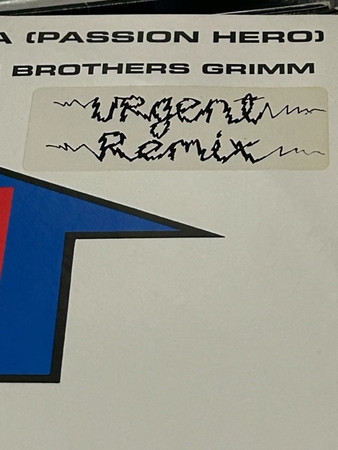 A (PASSION HERO)
BROTHERS GRIMM
uRgent
Remix